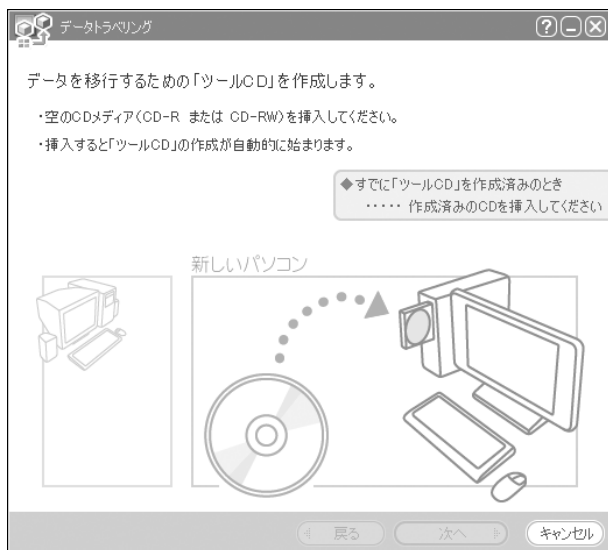 データトラベリング
データを移行するための「ツールCD」を作成します。
・空のCDメディア(CD-R または CD-RW)を挿入してください。
・挿入すると「ツールCD」の作成が自動的に始まります。
◆すでに「ツールCD」を作成済みのとき
・・・・・ 作成済みのCDを挿入してください
新しいパソコン
戻る
次へ
キャンセル